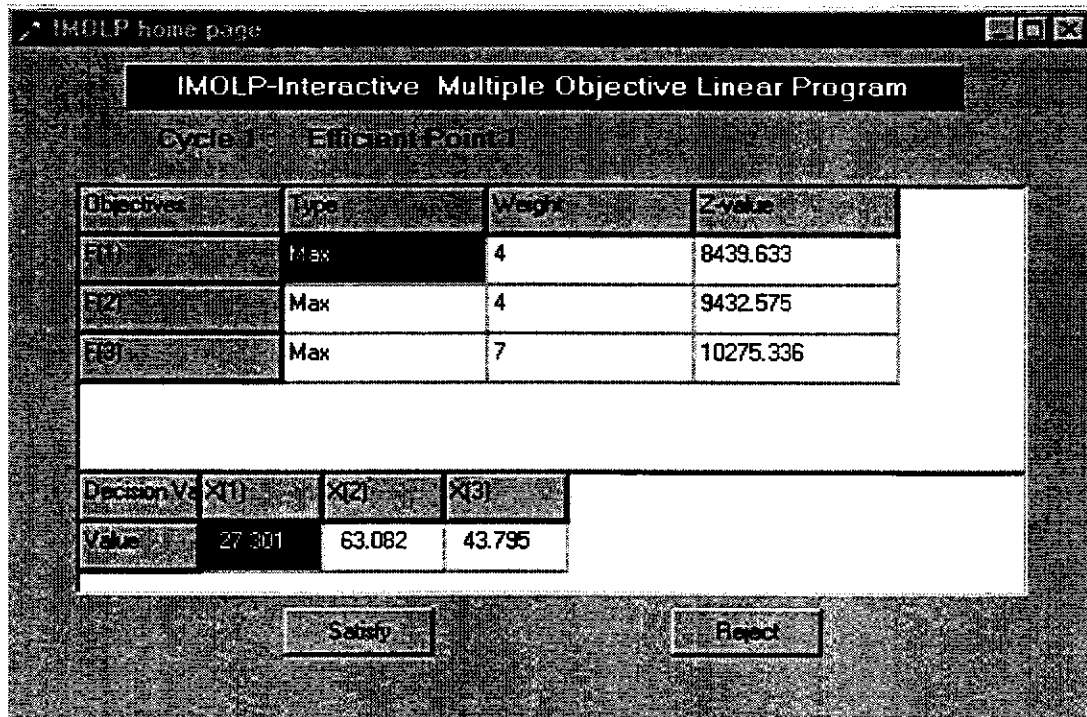 IMOLP home page
IMOLP-Interactive Multiple Objective Linear Program
Cycle 1: Efficient Point 1
Objectives Type Weight Z-value
F(1) Max 4 8439.633
F(2) Max 4 9432.575
F(3) Max 7 10275.336
Decision Va X(1) X(2) X(3)
Value 63.082 43.795
Satisfy Reject